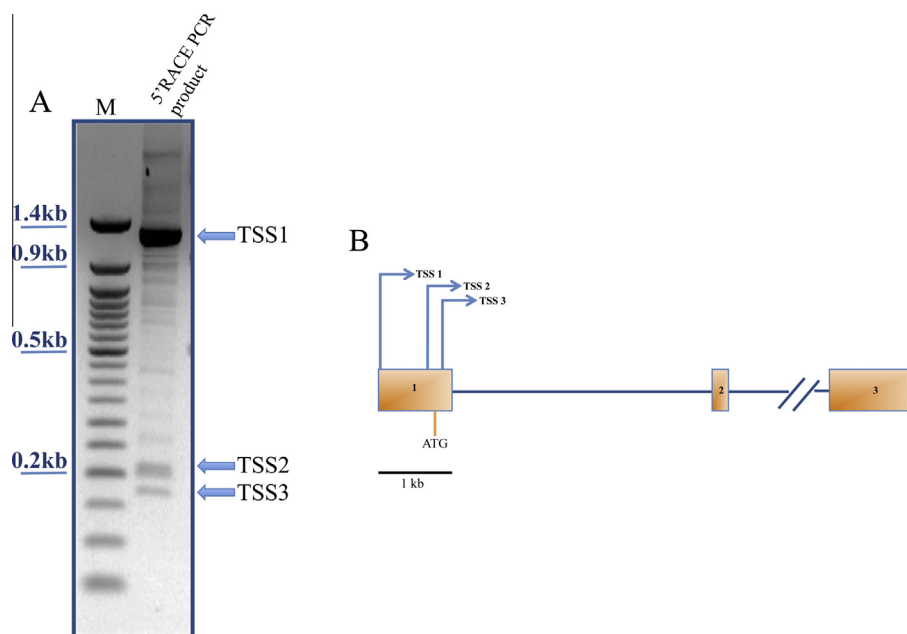 A
M
5'RACE PCR
product
1.4kb
TSS1
0.9kb
0.5kb
0.2kb
TSS2
TSS3
B
TSS 1
TSS 2
TSS 3
1
2
3
ATG
1 kb